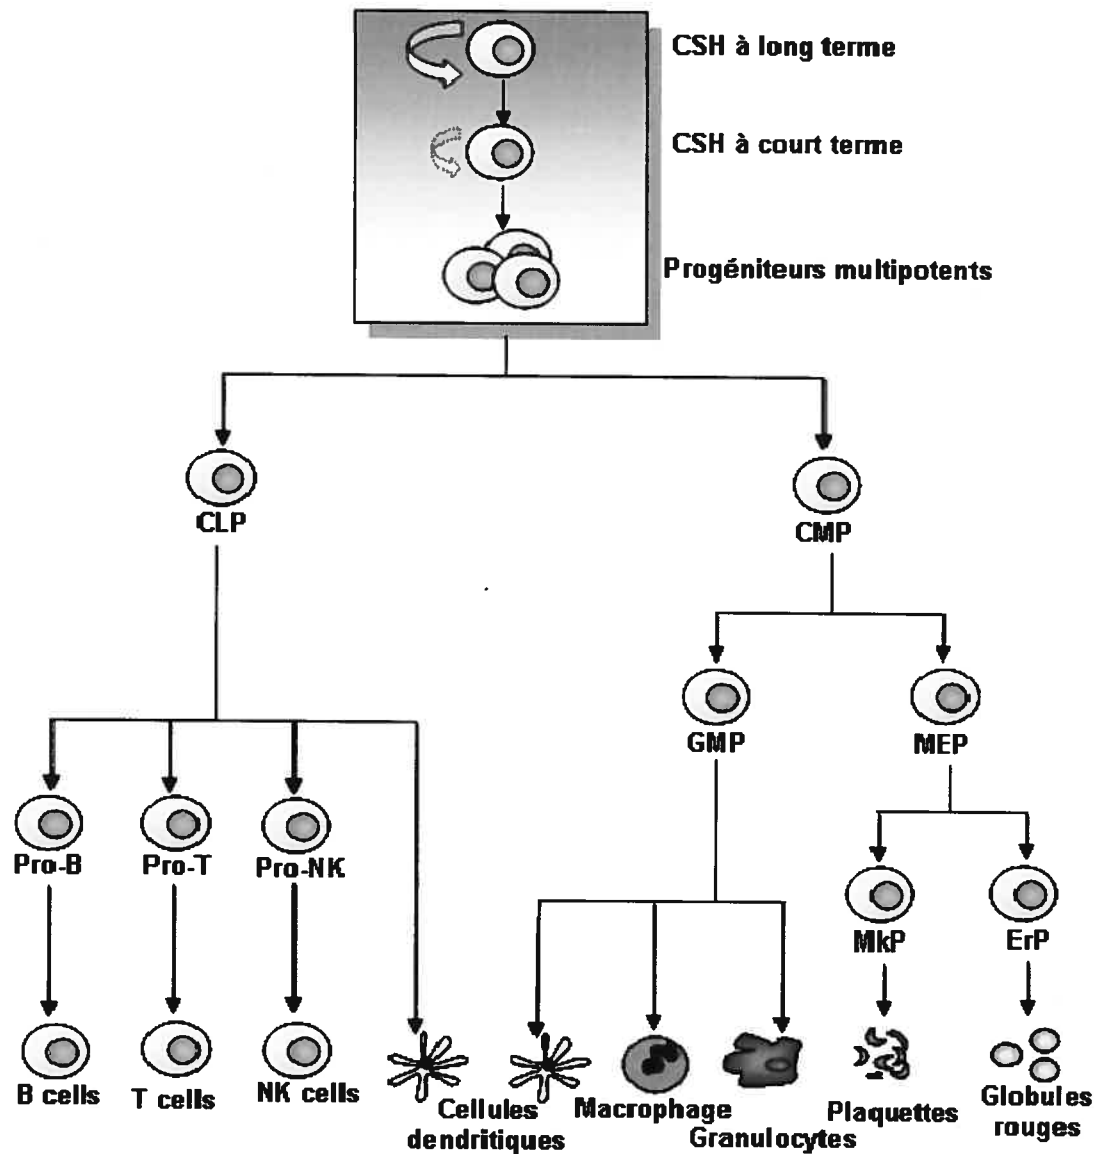 CSH à long terme
CSH à court terme
Progéniteurs multipotents
CLP
CMP
GMP
MEP
Pro-B
Pro-T
Pro-NK
MkP
ErP
B cells
T cells
NK cells
Cellules
dendritiques
Macrophage
Granulocytes
Plaquettes
Globules
rouges